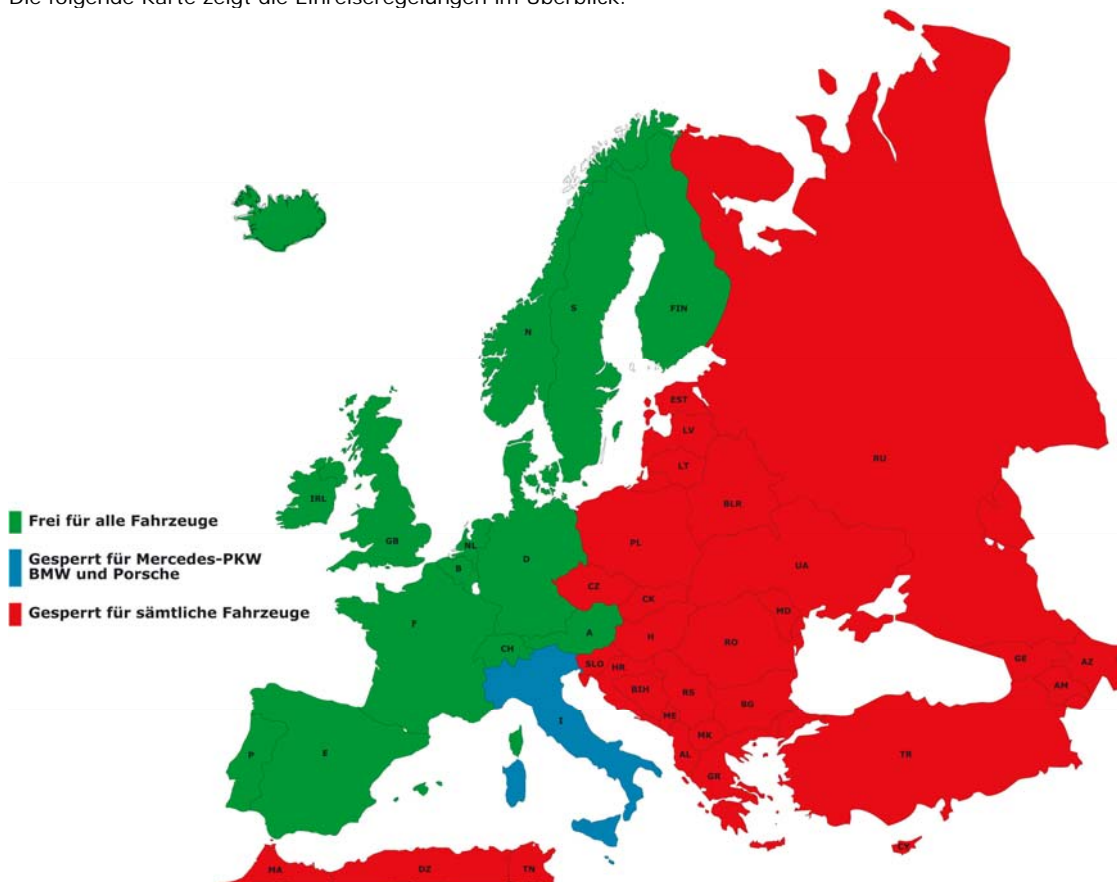 Die folgende Karte zeigt die Einreiseregelungen im Überblick:
N
S
FIN
EST
LV
LT
RU
BLR
IRL
GB
NL
B
D
PL
Frei für alle Fahrzeuge
Gesperrt für Mercedes-PKW
BMW und Porsche
Gesperrt für sämtliche Fahrzeuge
UA
CZ
CK
F
A
H
MD
RO
CH
SLO
HR
GE
AZ
BIH
RS
AM
BG
ME
I
MK
P
E
AL
TR
GR
CY
MA
DZ
TN